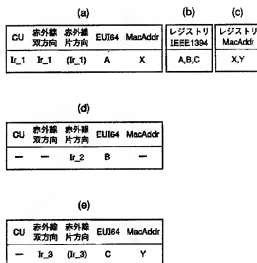 (a) (b) (c)
CU 赤外線双方向 赤外線片方向 EUI64 MacAddr レジストリ IEEE1394 レジストリ MacAddr
Ir_1 Ir_1 (Ir_1) A X A,B,C X,Y
(d)
CU 赤外線双方向 赤外線片方向 EUI64 MacAddr
— — Ir_2 B —
(e)
CU 赤外線双方向 赤外線片方向 EUI64 MacAddr
— Ir_3 (Ir_3) C Y